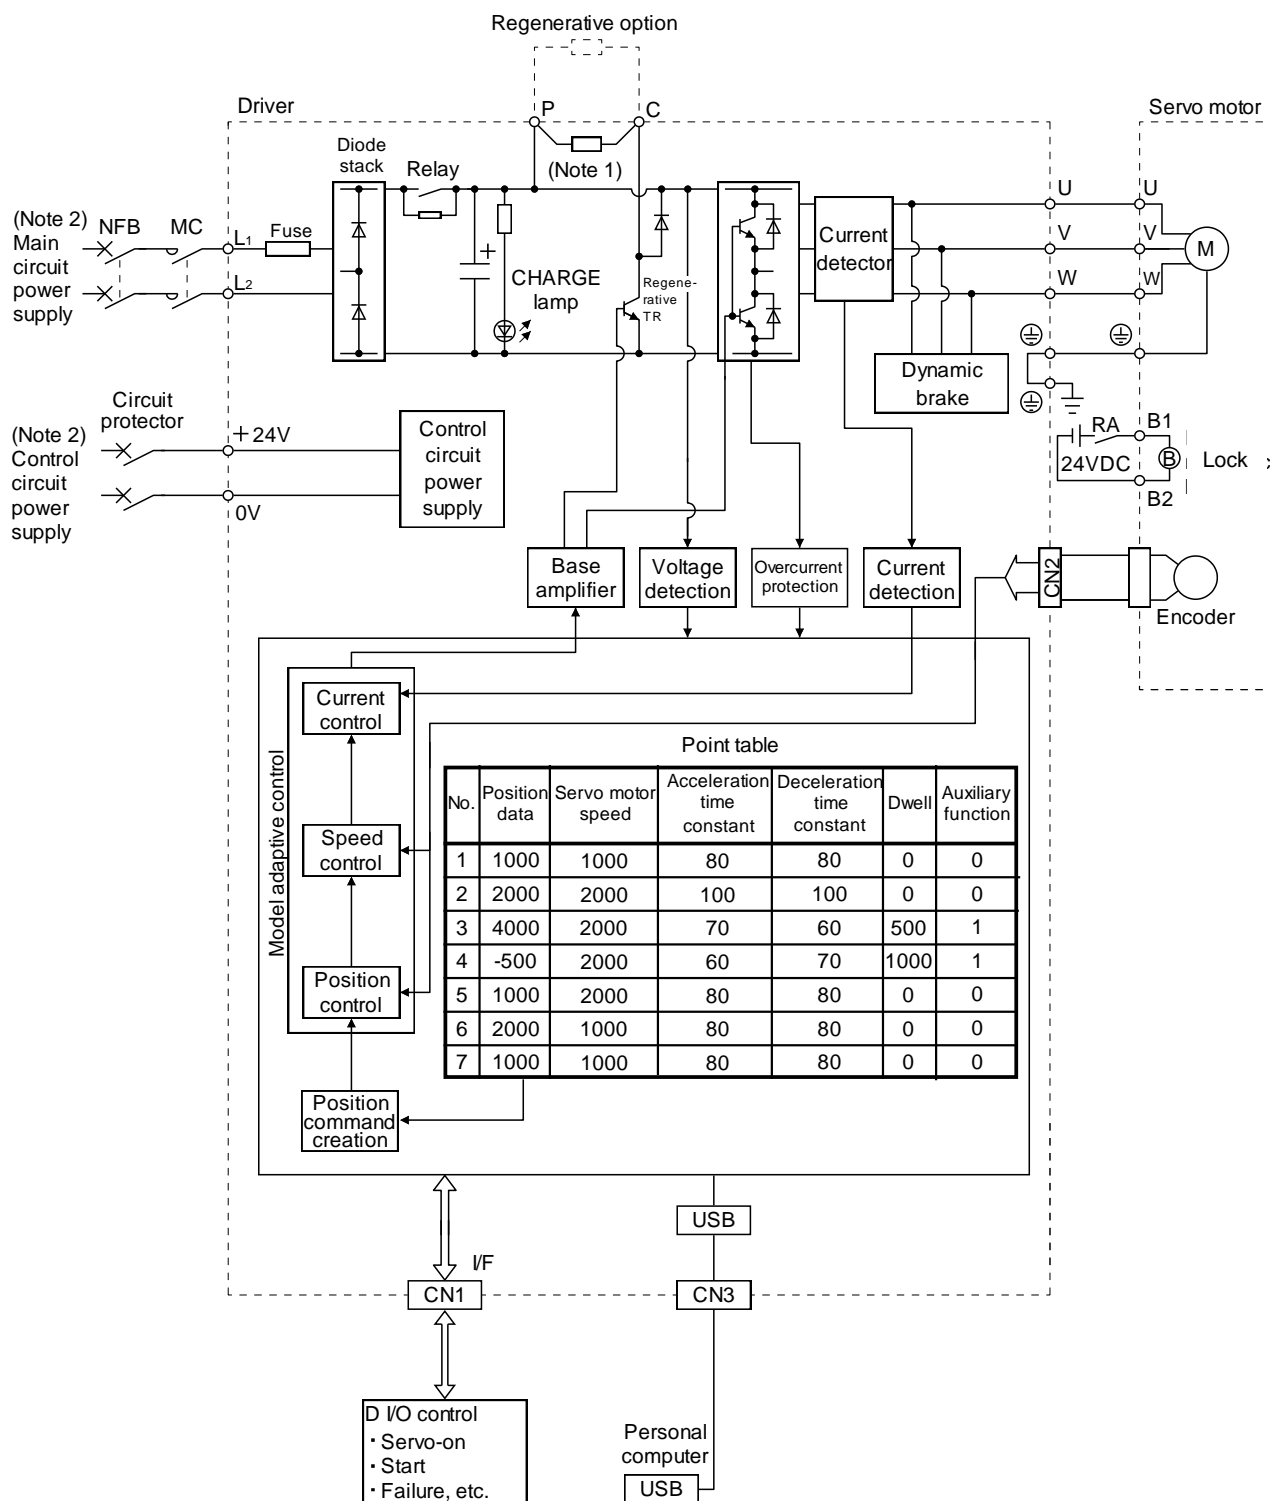 Regenerative option
Driver
P
C
Servo motor
Diode
stack
Relay
(Note 1)
(Note 2)
Main
circuit
power
supply
NFB
MC
L1
Fuse
L2
CHARGE
lamp
+
Regene-
rative
TR
Current
detector
U
V
W
U
V
W
M
Dynamic
brake
Circuit
protector
(Note 2)
Control
circuit
power
supply
+24V
0V
Control
circuit
power
supply
RA
24VDC
B1
B
B2
Lock
Base
amplifier
Voltage
detection
Overcurrent
protection
Current
detection
CN2
Encoder
Model adaptive control
Current
control
Speed
control
Position
control
Position
command
creation
Point table
No. Position data Servo motor speed Acceleration time constant Deceleration time constant Dwell Auxiliary function
1 1000 1000 80 80 0 0
2 2000 2000 100 100 0 0
3 4000 2000 70 60 500 1
4 -500 2000 60 70 1000 1
5 1000 2000 80 80 0 0
6 2000 1000 80 80 0 0
7 1000 1000 80 80 0 0
USB
I/F
CN1
CN3
D I/O control
・Servo-on
・Start
・Failure, etc.
Personal
computer
USB